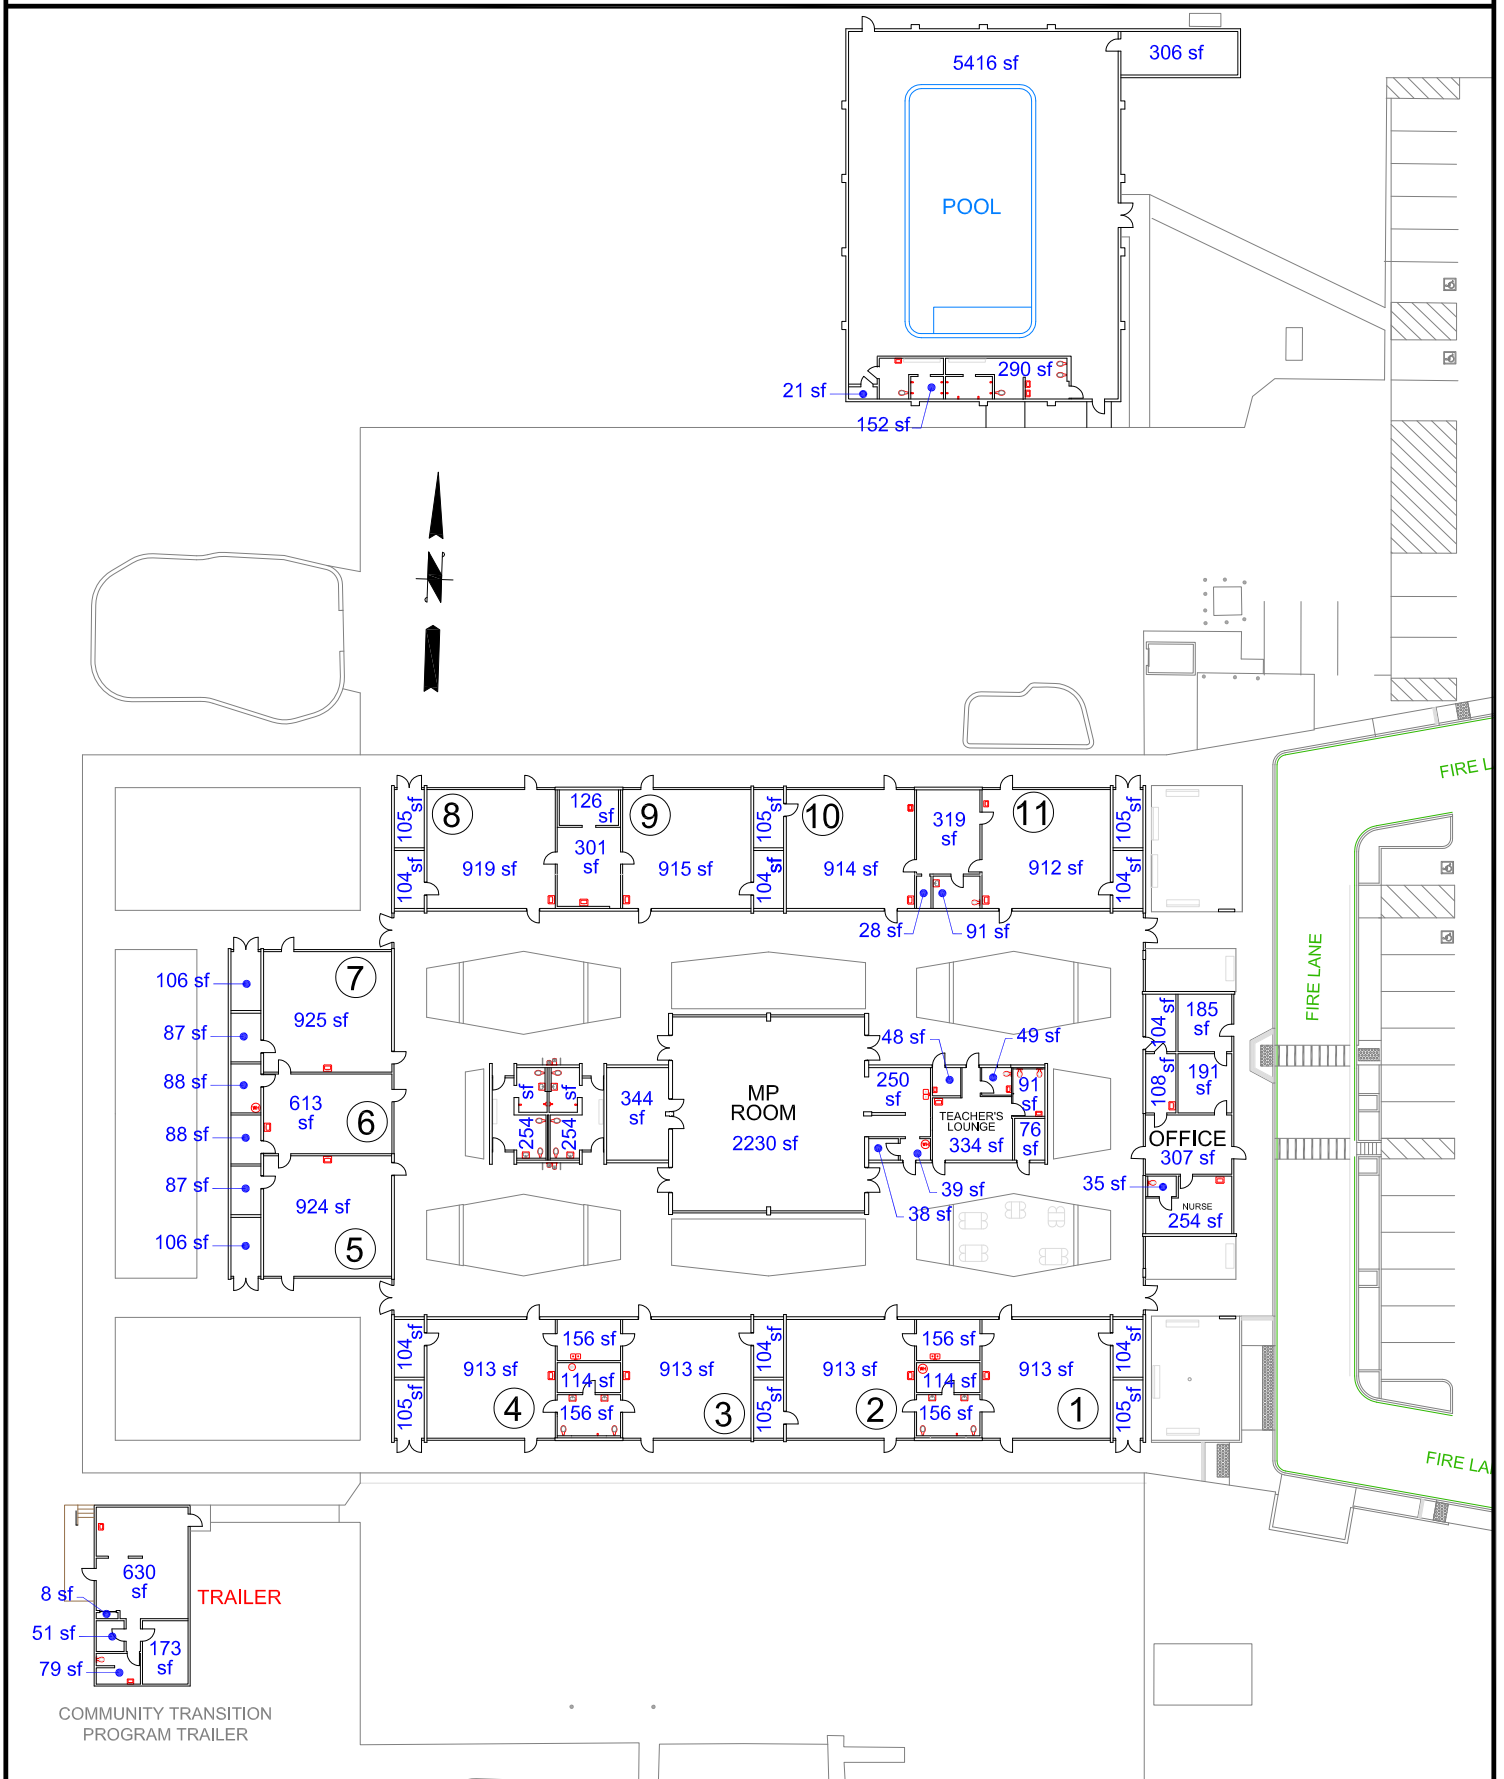 5416 sf
306 sf
POOL
290 sf
21 sf
152 sf
N
FIRE L
105 sf
104 sf
8
919 sf
126 sf
301 sf
9
915 sf
105 sf
104 sf
10
914 sf
319 sf
28 sf
91 sf
11
912 sf
105 sf
104 sf
FIRE LANE
106 sf
87 sf
88 sf
88 sf
87 sf
106 sf
7
925 sf
613 sf
6
924 sf
5
sf
sf
254
254
344 sf
MP
ROOM
2230 sf
48 sf
49 sf
250 sf
91 sf
76 sf
TEACHER'S
LOUNGE
334 sf
39 sf
38 sf
104 sf
185 sf
108 sf
191 sf
OFFICE
307 sf
35 sf
NURSE
254 sf
104 sf
105 sf
913 sf
4
156 sf
114 sf
156 sf
913 sf
3
104 sf
105 sf
913 sf
2
156 sf
114 sf
156 sf
913 sf
1
104 sf
105 sf
FIRE LA
630
sf
8 sf
51 sf
79 sf
173
sf
TRAILER
COMMUNITY TRANSITION
PROGRAM TRAILER